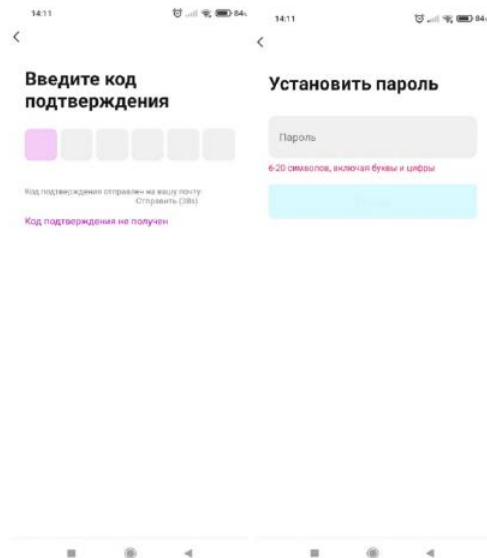 14:11
84
Введите код
подтверждения
Код подтверждения отправлен на вашу почту:
Отправить (38s)
Код подтверждения не получен
14:11
84
Установить пароль
Пароль
6-20 символов, включая буквы и цифры